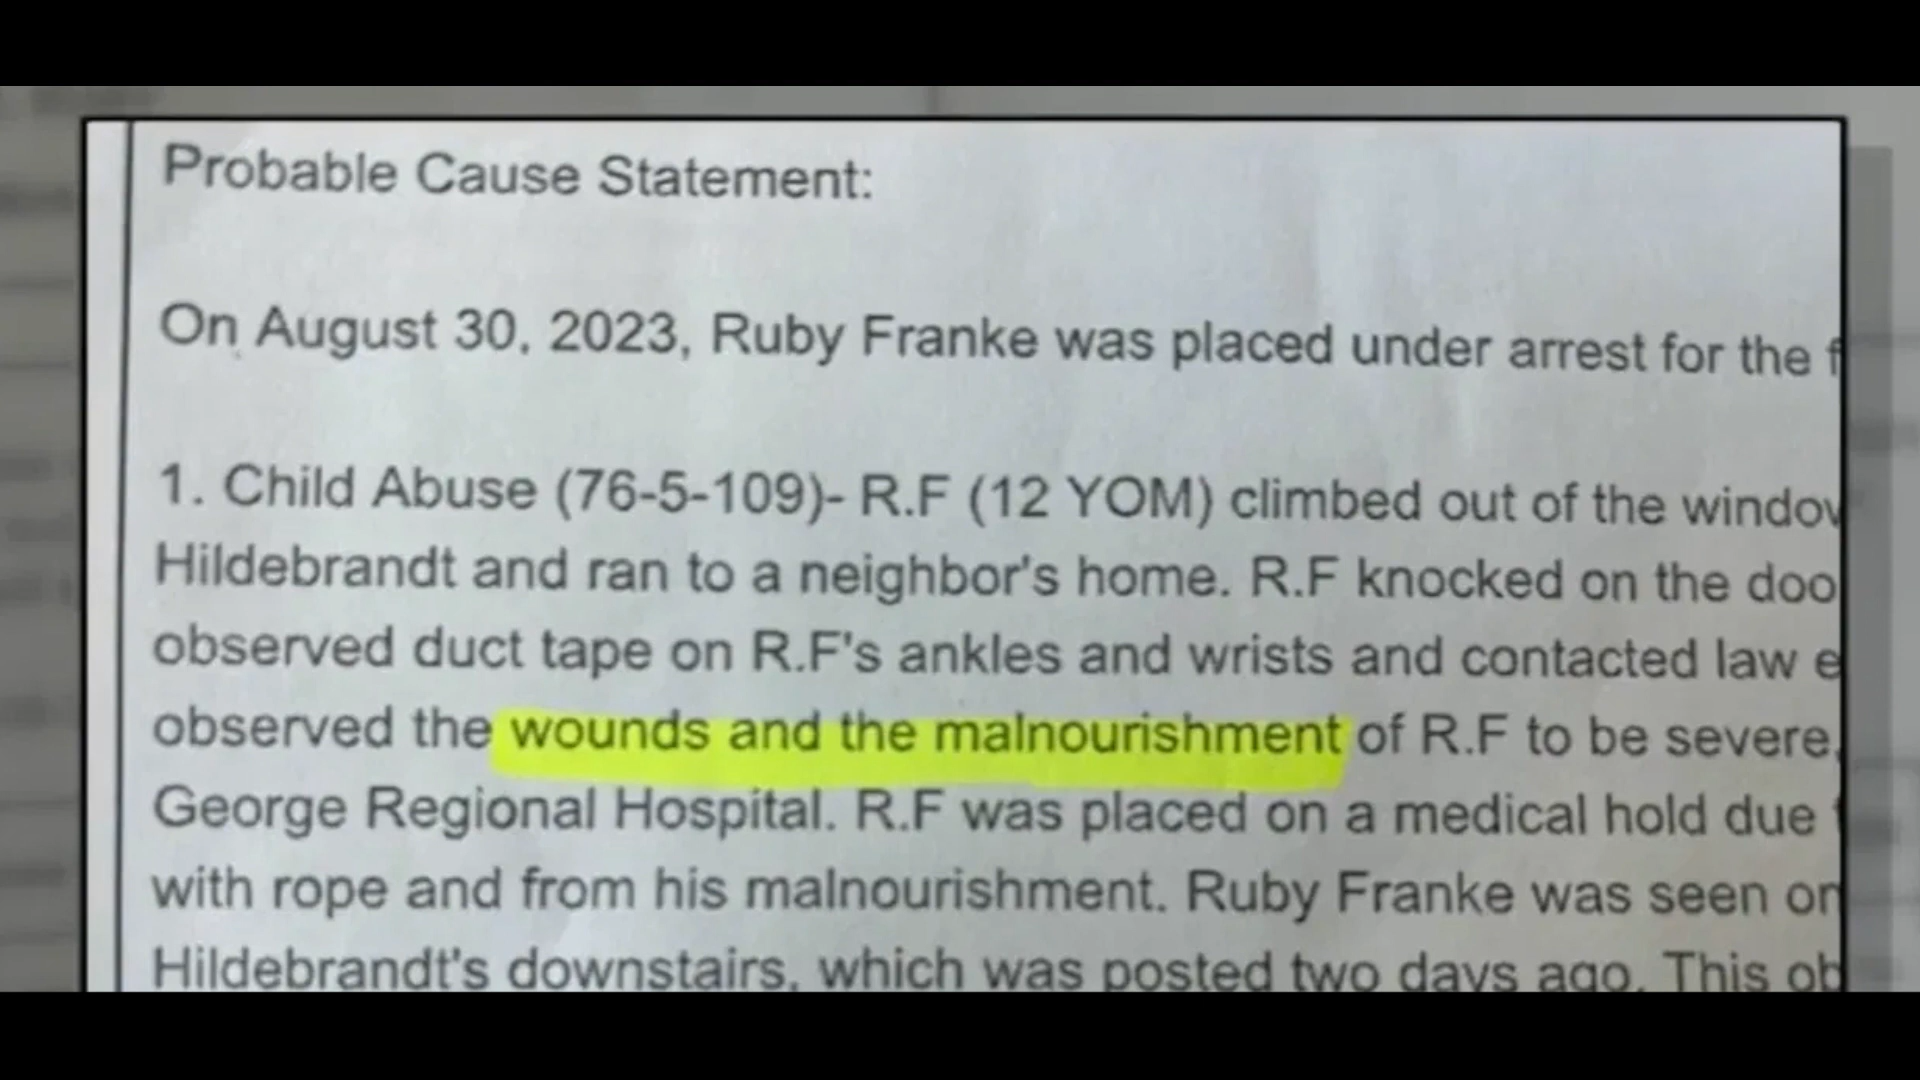 Probable Cause Statement:
On August 30, 2023, Ruby Franke was placed under arrest for the
1. Child Abuse (76-5-109)- R.F (12 YOM) climbed out of the
Hildebrandt and ran to a neighbor's home. R.F knocked on the
observed duct tape on R.F's ankles and wrists and contacted law
observed the wounds and the malnourishment of R.F to be severe
George Regional Hospital. R.F was placed on a medical hold due
with rope and from his malnourishment. Ruby Franke was seen
Hildebrandt's downstairs, which was posted two days ago. This